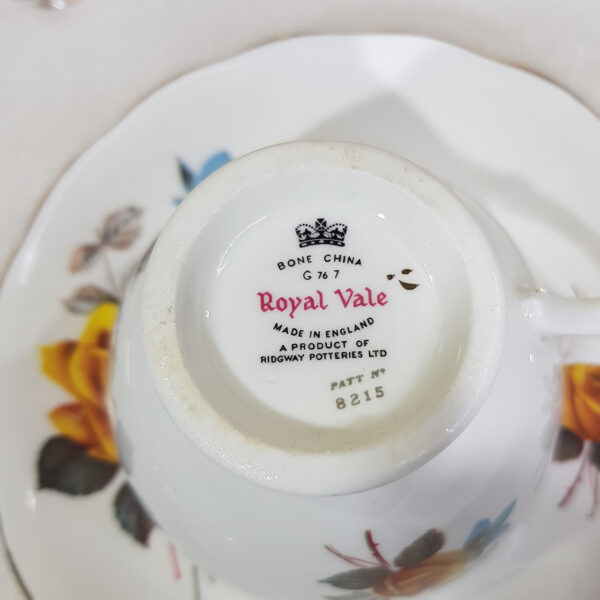 BONE CHINA
G 76 7
Royal Vale
MADE IN ENGLAND
A PRODUCT OF
RIDGWAY POTTERIES LTD
PATT Nº
8215